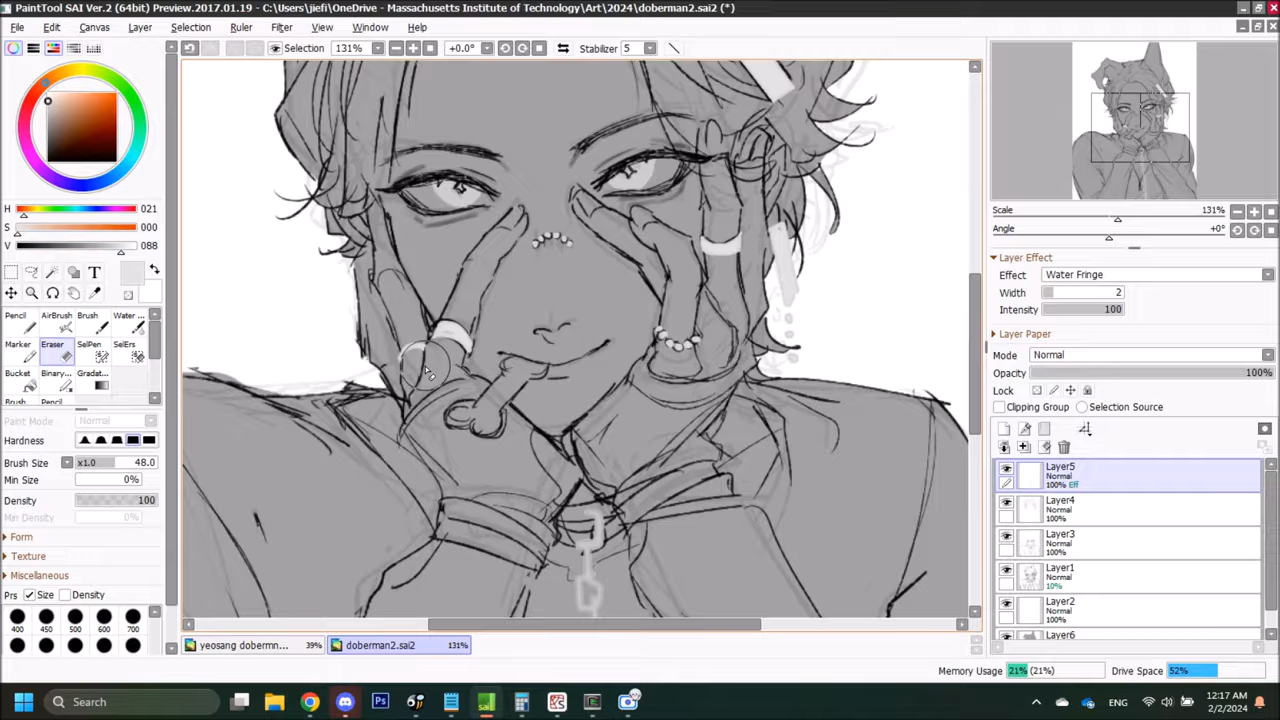 PaintTool SAI Ver.2 (64bit) Preview.2017.01.19 - C:\Users\jiefi\OneDrive - Massachusetts Institute of Technology\Art\2024\doberman2.sai2 (*)
File Edit Canvas Layer Selection Ruler Filter View Window Help
Selection 131% +0.0° Stabilizer 5
H 021
S 000
V 088
T
Pencil AirBrush Brush Water ...
Marker Eraser SelPen SelErs
Bucket Binary... Gradat...
Brush Pastel
Paint Mode Normal
Hardness
Brush Size x1.0 48.0
Min Size 0%
Density 100
Min Density 0%
Form
Texture
Miscellaneous
Prs Size Density
400 450 500 600 700
yeosang dobermn... 39% doberman2.sai2 131%
Scale 131%
Angle +0°
Layer Effect
Effect Water Fringe
Width 2
Intensity 100
Layer Paper
Mode Normal
Opacity 100%
Lock
Clipping Group Selection Source
Layer5
Normal
100% Eff
Layer4
Normal
100%
Layer3
Normal
100%
Layer1
Normal
10%
Layer2
Normal
100%
Layer6
Memory Usage 21% (21%) Drive Space 52%
Search Ps sai ENG 12:17 AM
2/2/2024